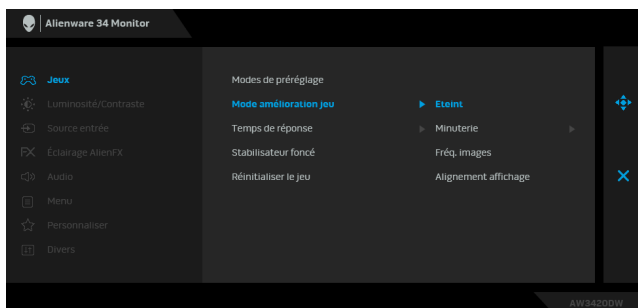 Alienware 34 Monitor
Jeux
Luminosité/Contraste
Source entrée
FX Éclairage AlienFX
Audio
Menu
Personnaliser
Divers
Modes de préréglage
Mode amélioration jeu
Temps de réponse
Stabilisateur foncé
Réinitialiser le jeu
Eteint
Minuterie
Fréq. images
Alignement affichage
AW3420DW